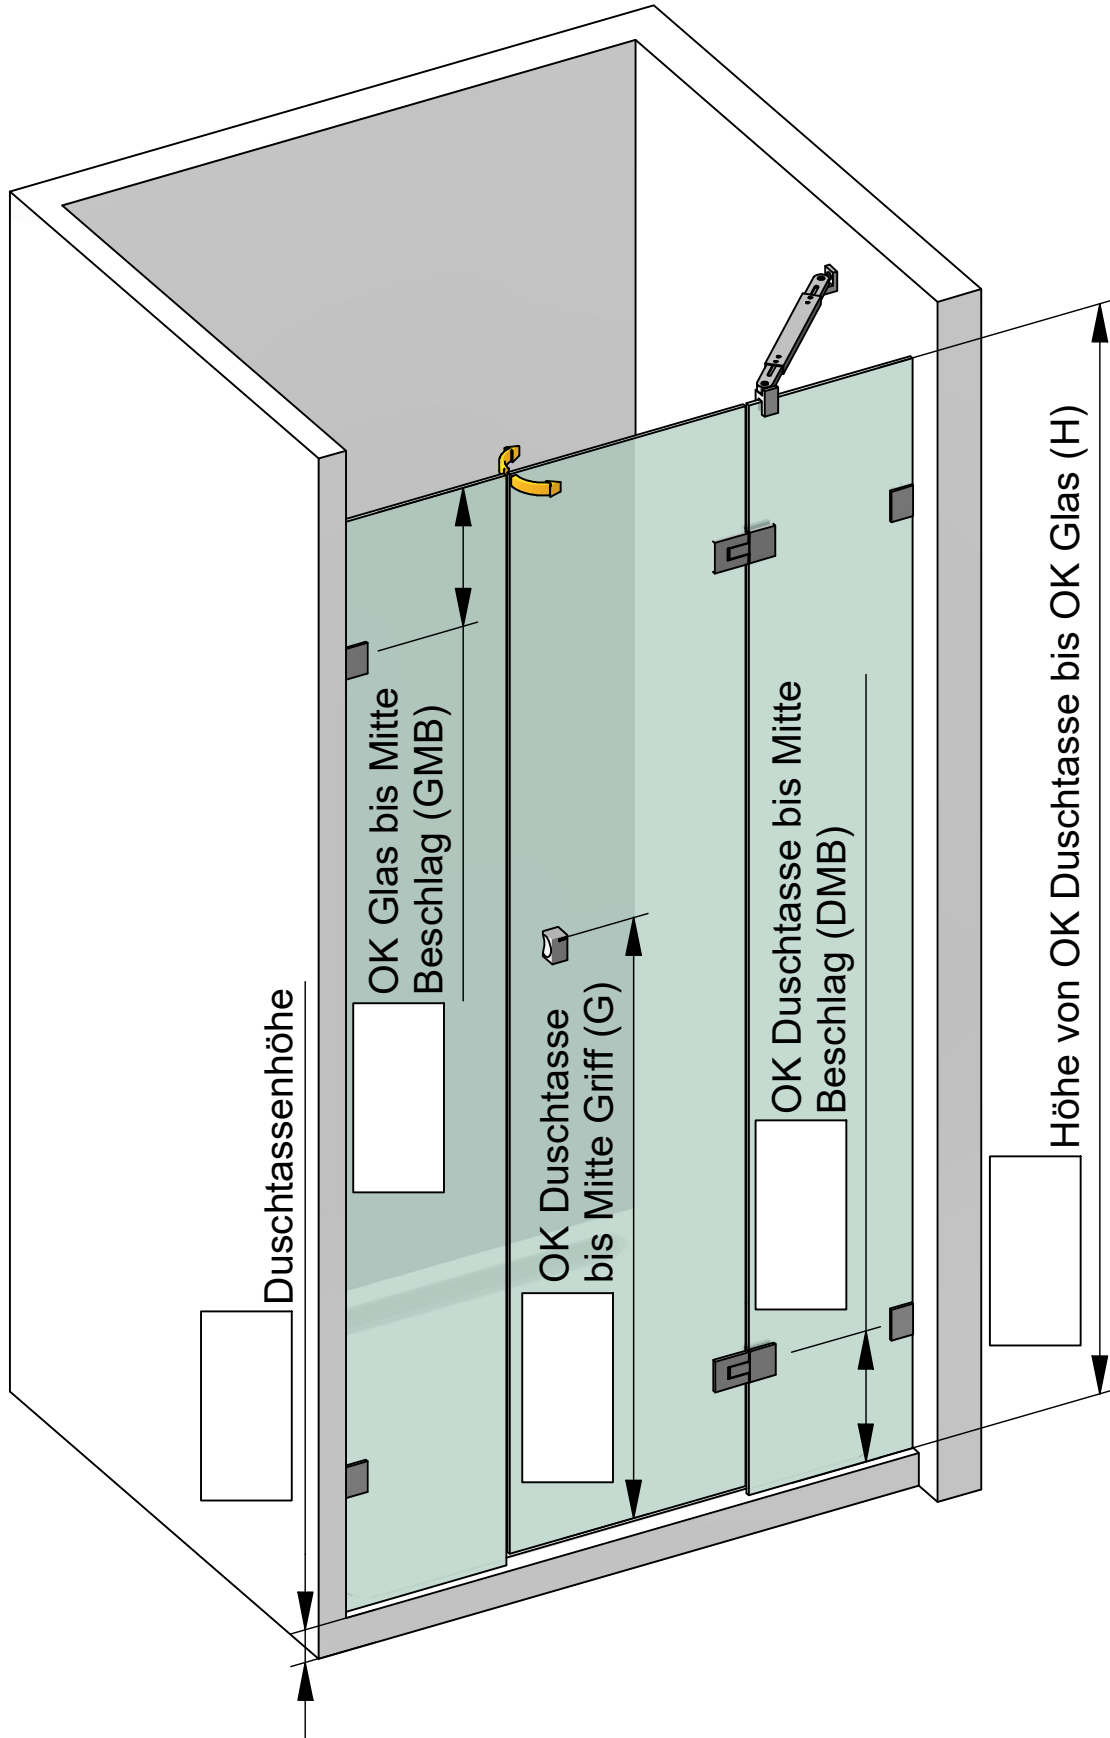 Duschtassenhöhe
OK Glas bis Mitte
Beschlag (GMB)
OK Duschtasse
bis Mitte Griff (G)
OK Duschtasse bis Mitte
Beschlag (DMB)
Höhe von OK Duschtasse bis OK Glas (H)